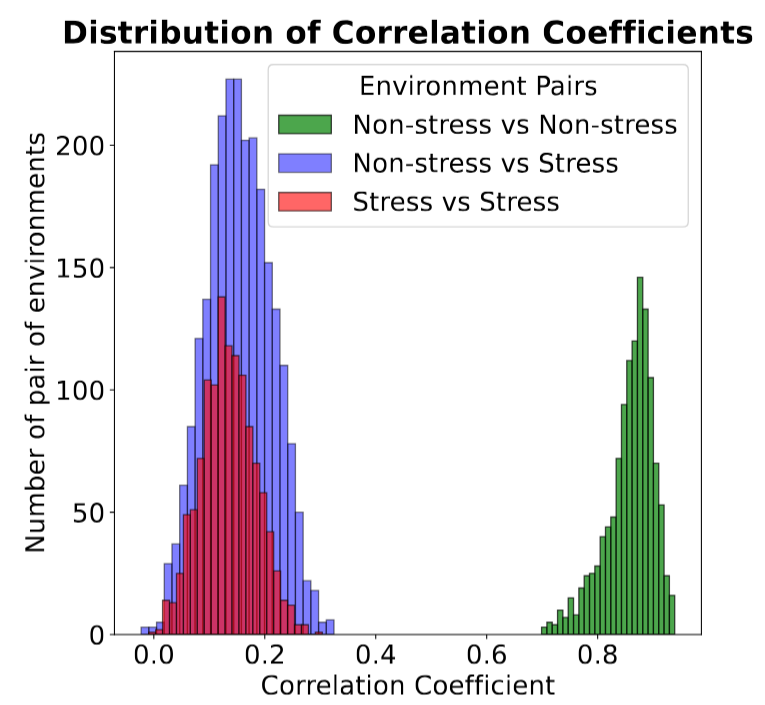 Distribution of Correlation Coefficients
Environment Pairs
Non-stress vs Non-stress
Non-stress vs Stress
Stress vs Stress
Number of pair of environments
200
150
100
50
0
0.0 0.2 0.4 0.6 0.8
Correlation Coefficient